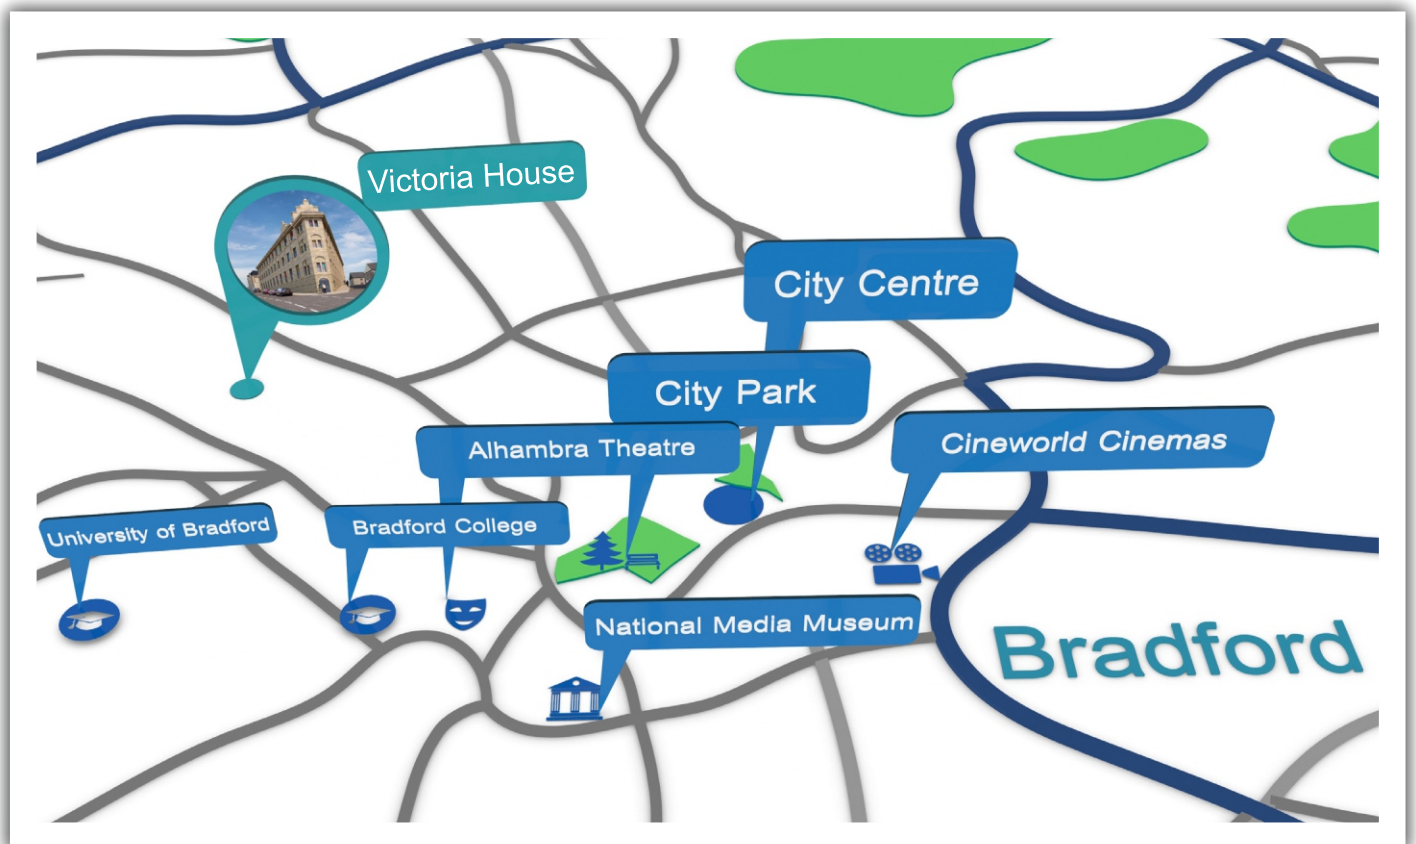 Victoria House
City Centre
City Park
Alhambra Theatre
Cineworld Cinemas
University of Bradford
Bradford College
National Media Museum
Bradford